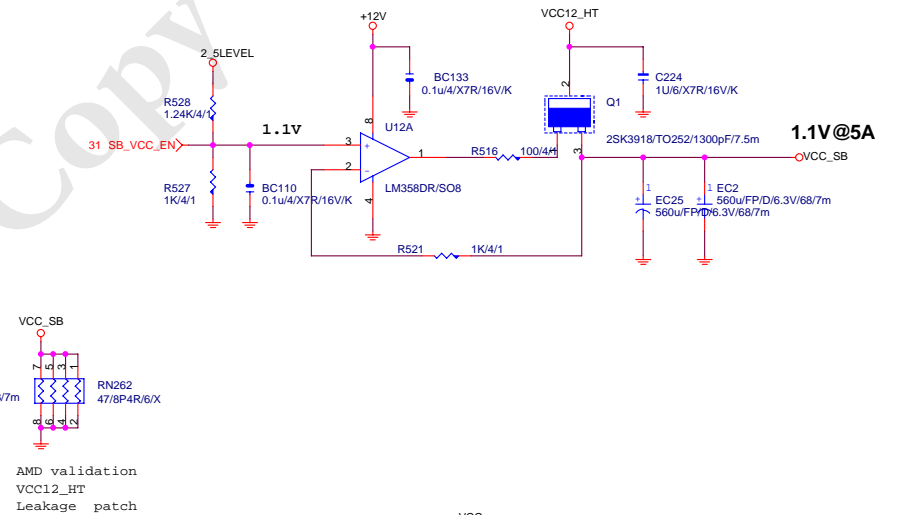 Copy
+12V
VCC12_HT
2_5LEVEL
BC133
0.1u/4/X7R/16V/K
C224
1U/6/X7R/16V/K
2
8
R528
1.24K/4/1
Q1
1.1V
U12A
2SK3918/TO252/1300pF/7.5m
1.1V@5A
31 SB_VCC_EN
3
+
1
R516
100/4/1
3
VCC_SB
2
-
R527
1K/4/1
BC110
0.1u/4/X7R/16V/K
4
LM358DR/SO8
1
+
EC25
560u/FP/D/6.3V/68/7m
1
+
EC2
560u/FP/D/6.3V/68/7m
R521
1K/4/1
VCC_SB
7 5 3 1
/7m
RN262
47/8P4R/6/X
8 6 4 2
AMD validation
VCC12_HT
Leakage patch